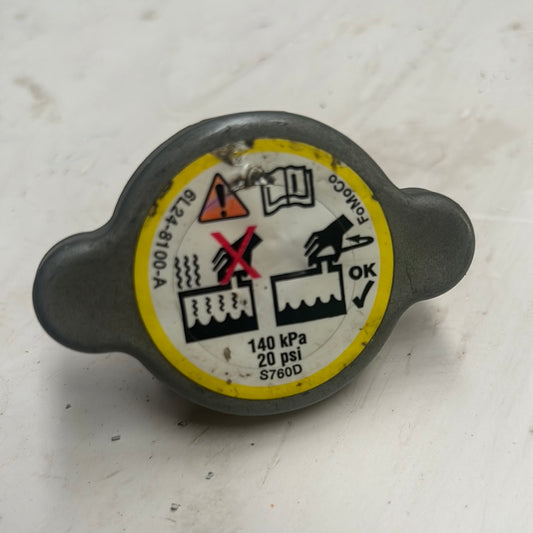 6L24-8100-A
FoMoCo
OK
140 kPa
20 psi
S760D